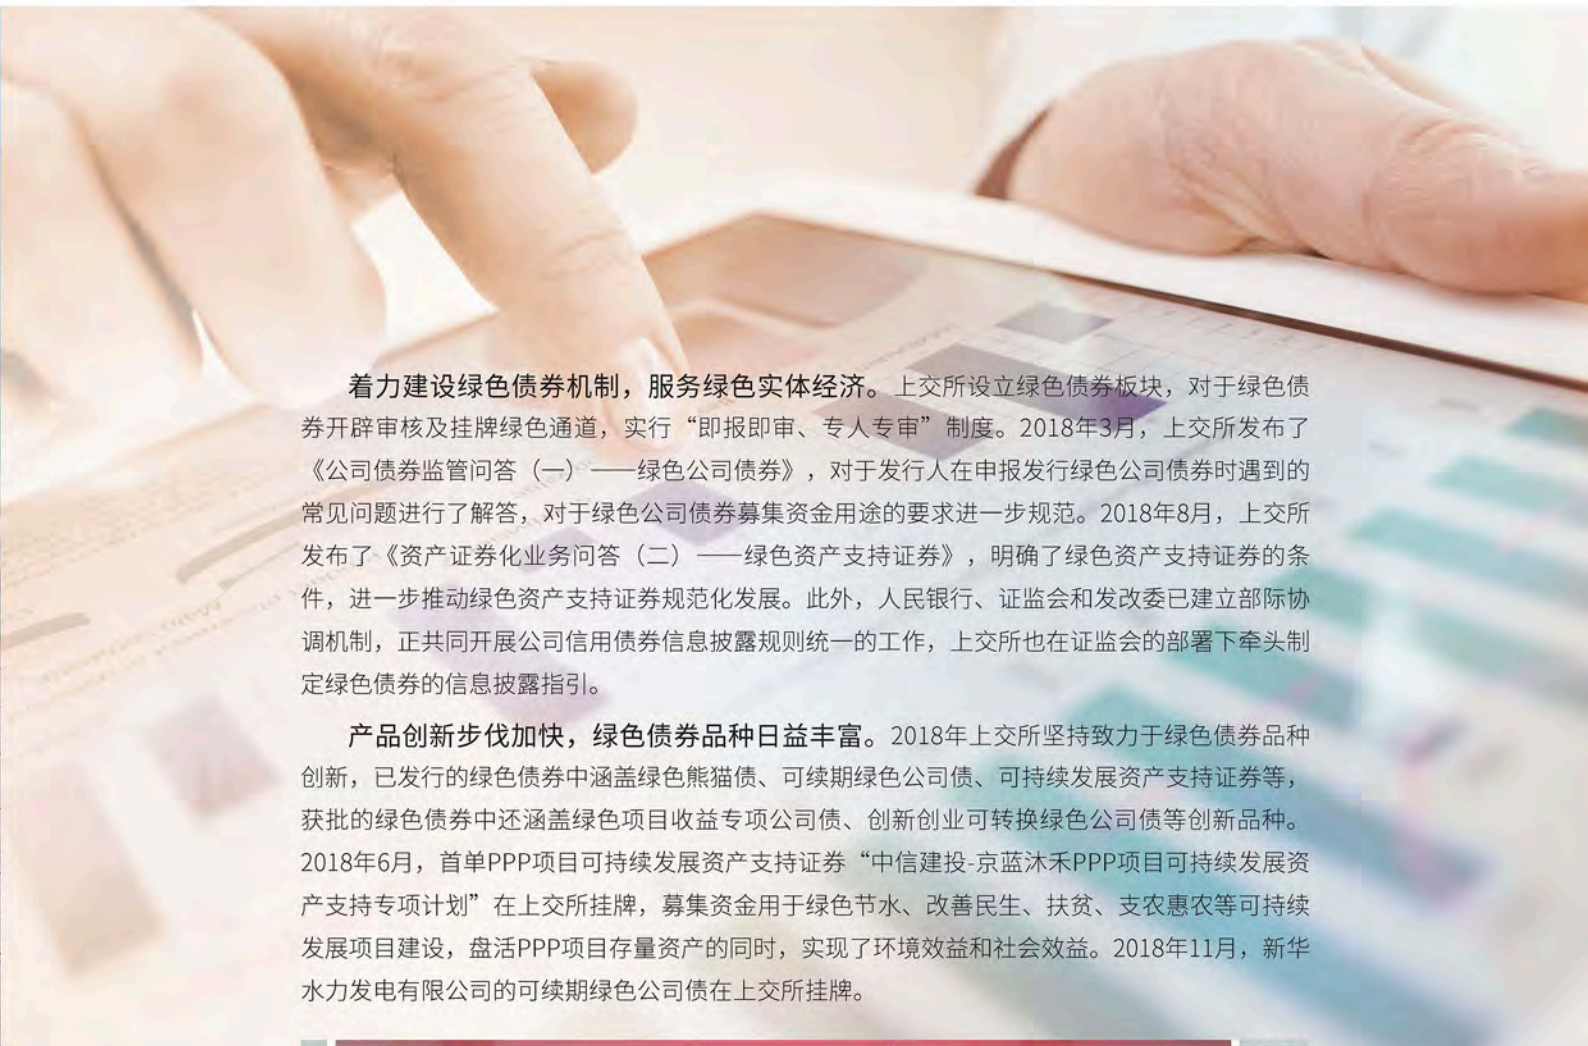 着力建设绿色债券机制，服务绿色实体经济。上交所设立绿色债券板块，对于绿色债
券开辟审核及挂牌绿色通道，实行“即报即审、专人专审”制度。2018年3月，上交所发布了
《公司债券监管问答（一）——绿色公司债券》，对于发行人在申报发行绿色公司债券时遇到的
常见问题进行了解答，对于绿色公司债券募集资金用途的要求进一步规范。2018年8月，上交所
发布了《资产证券化业务问答（二）——绿色资产支持证券》，明确了绿色资产支持证券的条
件，进一步推动绿色资产支持证券规范化发展。此外，人民银行、证监会和发改委已建立部际协
调机制，正共同开展公司信用债券信息披露规则统一的工作，上交所也在证监会的部署下牵头制
定绿色债券的信息披露指引。
产品创新步伐加快，绿色债券品种日益丰富。2018年上交所坚持致力于绿色债券品种
创新，已发行的绿色债券中涵盖绿色熊猫债、可续期绿色公司债、可持续发展资产支持证券等，
获批的绿色债券中还涵盖绿色项目收益专项公司债、创新创业可转换绿色公司债等创新品种。
2018年6月，首单PPP项目可持续发展资产支持证券“中信建投-京蓝沐禾PPP项目可持续发展资
产支持专项计划”在上交所挂牌，募集资金用于绿色节水、改善民生、扶贫、支农惠农等可持续
发展项目建设，盘活PPP项目存量资产的同时，实现了环境效益和社会效益。2018年11月，新华
水力发电有限公司的可续期绿色公司债在上交所挂牌。